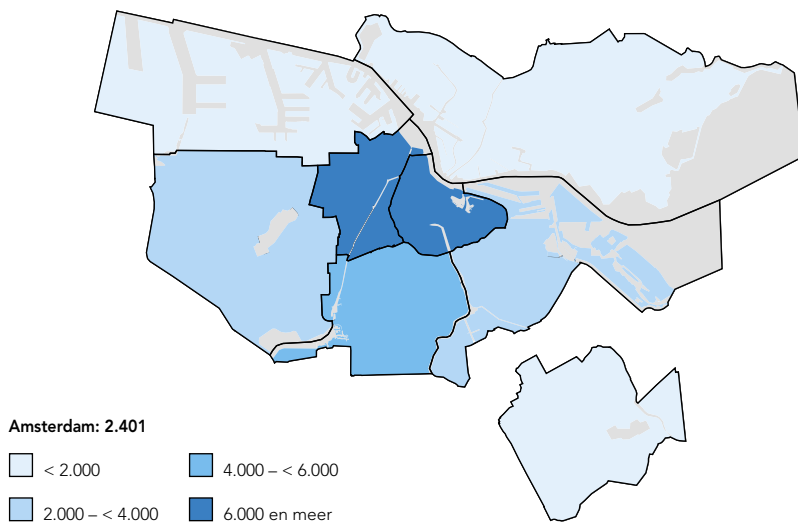 Amsterdam: 2.401
< 2.000
4.000 – < 6.000
2.000 – < 4.000
6.000 en meer